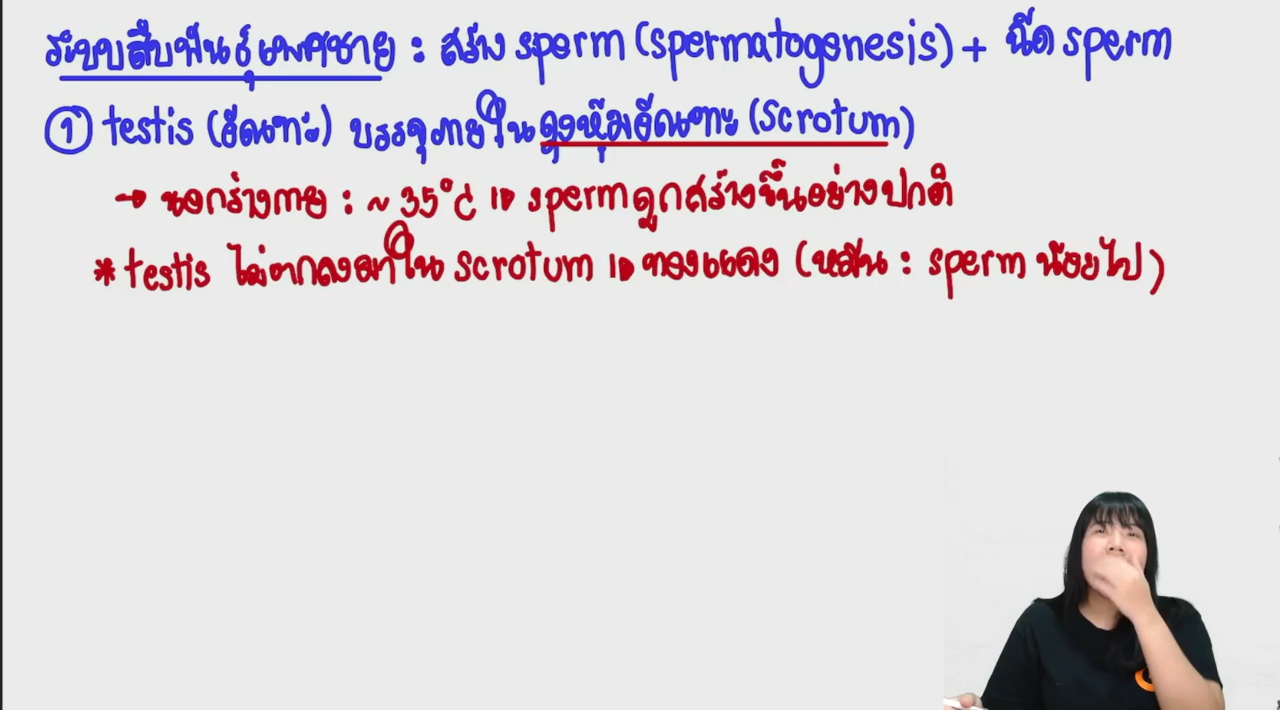 ระบบสืบพันธุ์เพศชาย : สร้าง sperm (spermatogenesis) + ฉีด sperm
① testis (อัณฑะ) บรรจุภายในถุงหุ้มอัณฑะ (Scrotum)
→ นอกร่างกาย : ~ 35°C ⇒ sperm ถูกสร้างขึ้นอย่างปกติ
* testis ไม่ตกลงมาใน scrotum ⇒ ทองแดง (หมัน : sperm น้อยไป)